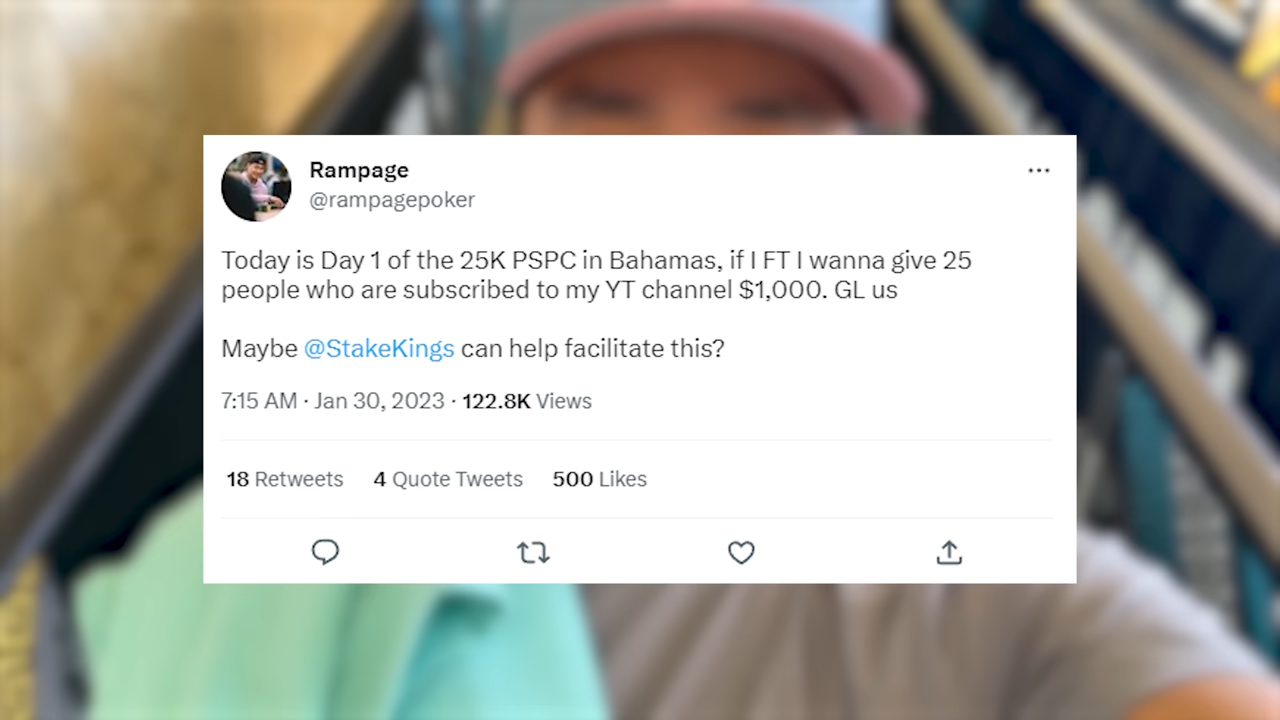 Rampage
@rampagepoker
Today is Day 1 of the 25K PSPC in Bahamas, if I FT I wanna give 25
people who are subscribed to my YT channel $1,000. GL us
Maybe @StakeKings can help facilitate this?
7:15 AM · Jan 30, 2023 · 122.8K Views
18 Retweets 4 Quote Tweets 500 Likes